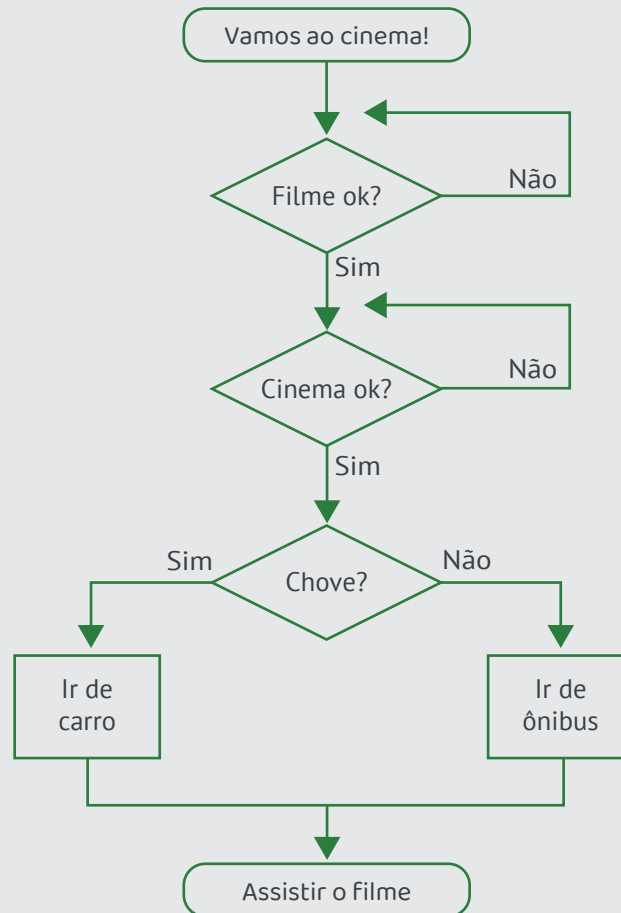 Vamos ao cinema!
Filme ok?
Não
Sim
Cinema ok?
Não
Sim
Sim
Chove?
Não
Ir de
carro
Ir de
ônibus
Assistir o filme